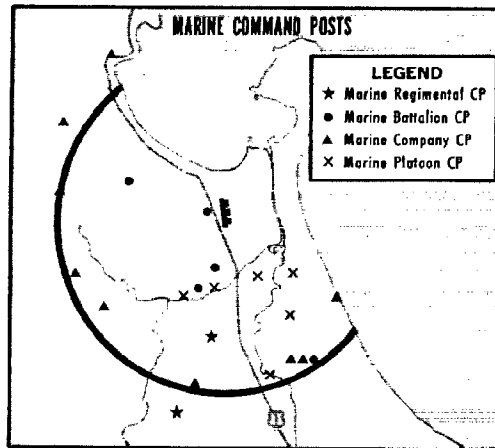 MARINE COMMAND POSTS
LEGEND
Marine Regimental CP
Marine Battalion CP
Marine Company CP
Marine Platoon CP